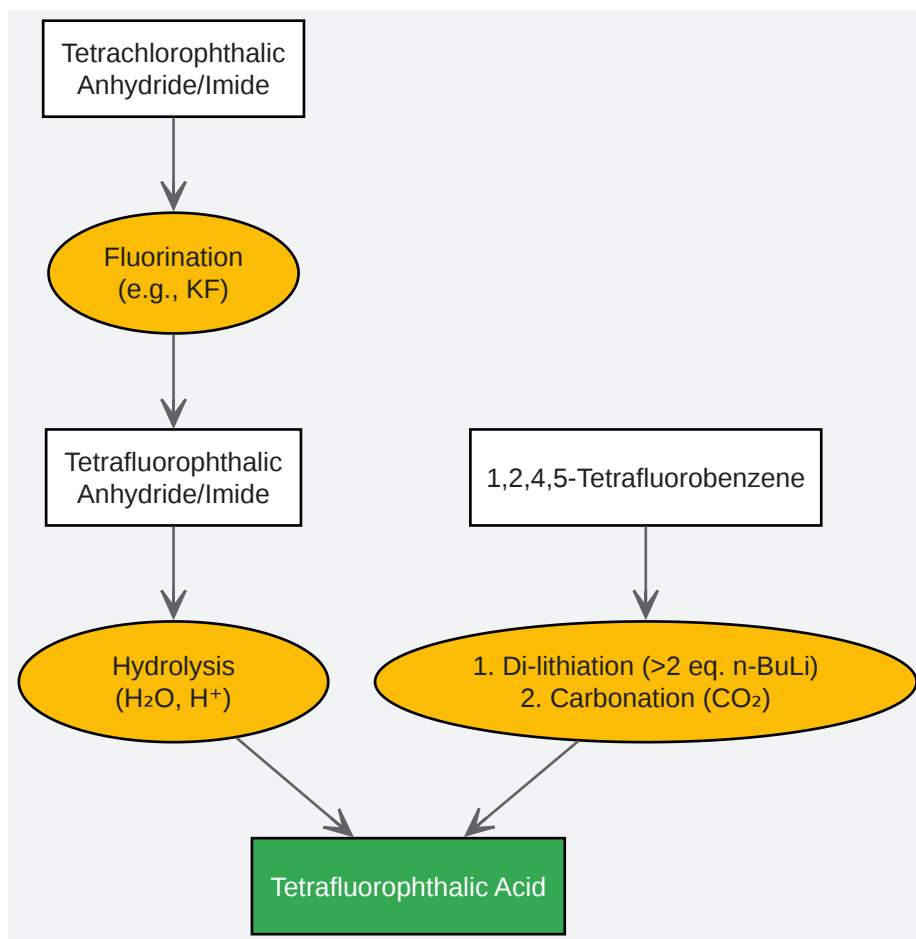 Tetrachlorophthalic
Anhydride/Imide
Fluorination
(e.g., KF)
Tetrafluorophthalic
Anhydride/Imide
1,2,4,5-Tetrafluorobenzene
Hydrolysis
(H₂O, H⁺)
1. Di-lithiation (>2 eq. n-BuLi)
2. Carbonation (CO₂)
Tetrafluorophthalic Acid